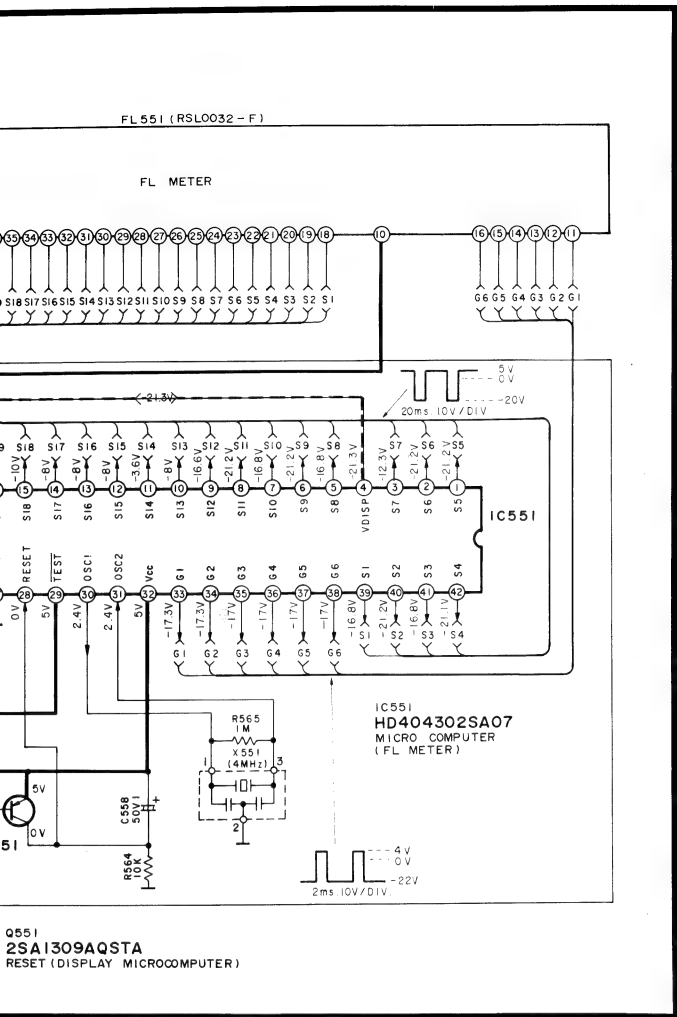 FL551 (RSL0032-F)
FL METER
35 34 33 32 31 30 29 28 27 26 25 24 23 22 21 20 19 18 10 16 15 14 13 12 11
S18 S17 S16 S15 S14 S13 S12 S11 S10 S9 S8 S7 S6 S5 S4 S3 S2 S1 G6 G5 G4 G3 G2 G1
5V
0V
-20V
20ms. 10V/DIV
-21.3V
9 S18 S17 S16 S15 S14 S13 S12 S11 S10 S9 S8 S7 S6 S5
-10V -8V -8V -8V -3.6V -8V -16.6V -21.2V -16.8V -21.2V -16.8V -21.3V -12.3V -21.2V -21.2V
15 14 13 12 11 10 9 8 7 6 5 4 3 2 1
S18 S17 S16 S15 S14 S13 S12 S11 S10 S9 S8 VDISP S7 S6 S5
IC551
RESET TEST OSC1 OSC2 Vcc G1 G2 G3 G4 G5 G6 S1 S2 S3 S4
28 29 30 31 32 33 34 35 36 37 38 39 40 41 42
0V 5V 2.4V 2.4V 5V -17.3V -17.3V -17V -17V -17V -17V -16.8V -21.2V -16.8V -21.1V
G1 G2 G3 G4 G5 G6 S1 S2 S3 S4
IC551
HD404302SA07
MICRO COMPUTER
(FL METER)
R565
1M
X551
(4MHz)
1 3
2
5V
0V
51
C558
50V1
+
R564
10K
4V
0V
-22V
2ms. 10V/DIV.
Q551
2SA1309AQSTA
RESET (DISPLAY MICROCOMPUTER)